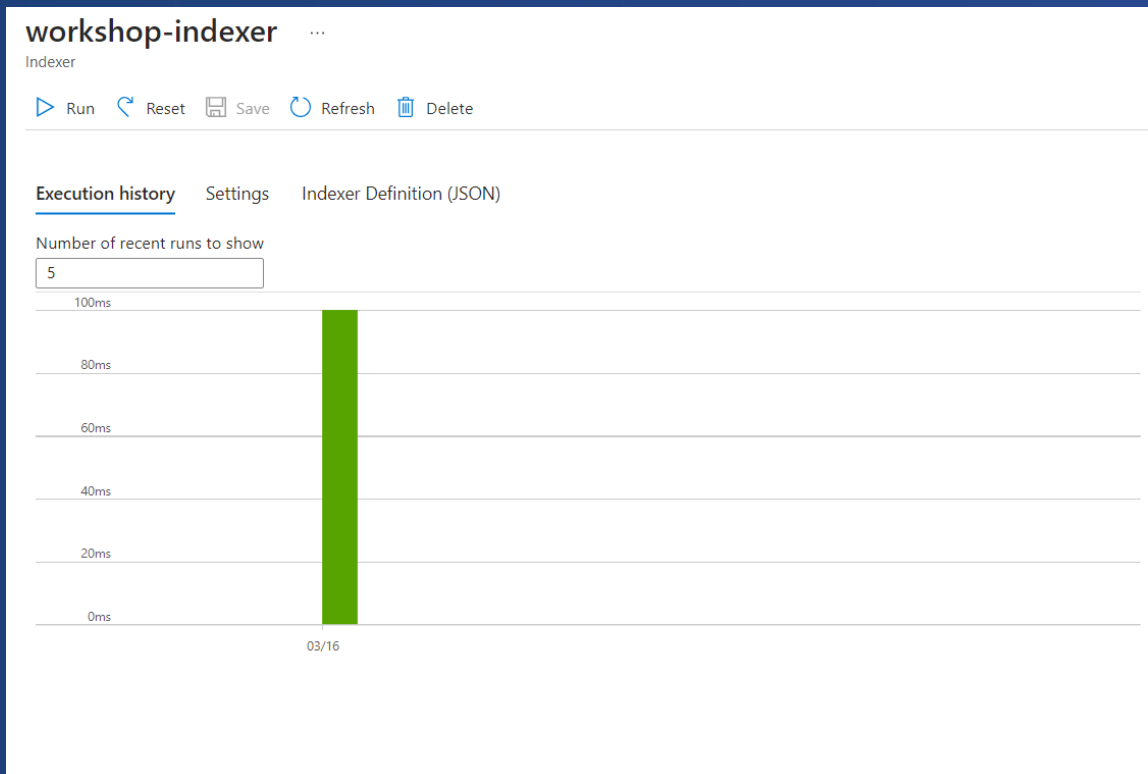 workshop-indexer ...
Indexer
Run Reset Save Refresh Delete
Execution history Settings Indexer Definition (JSON)
Number of recent runs to show
5
100ms
80ms
60ms
40ms
20ms
0ms
03/16